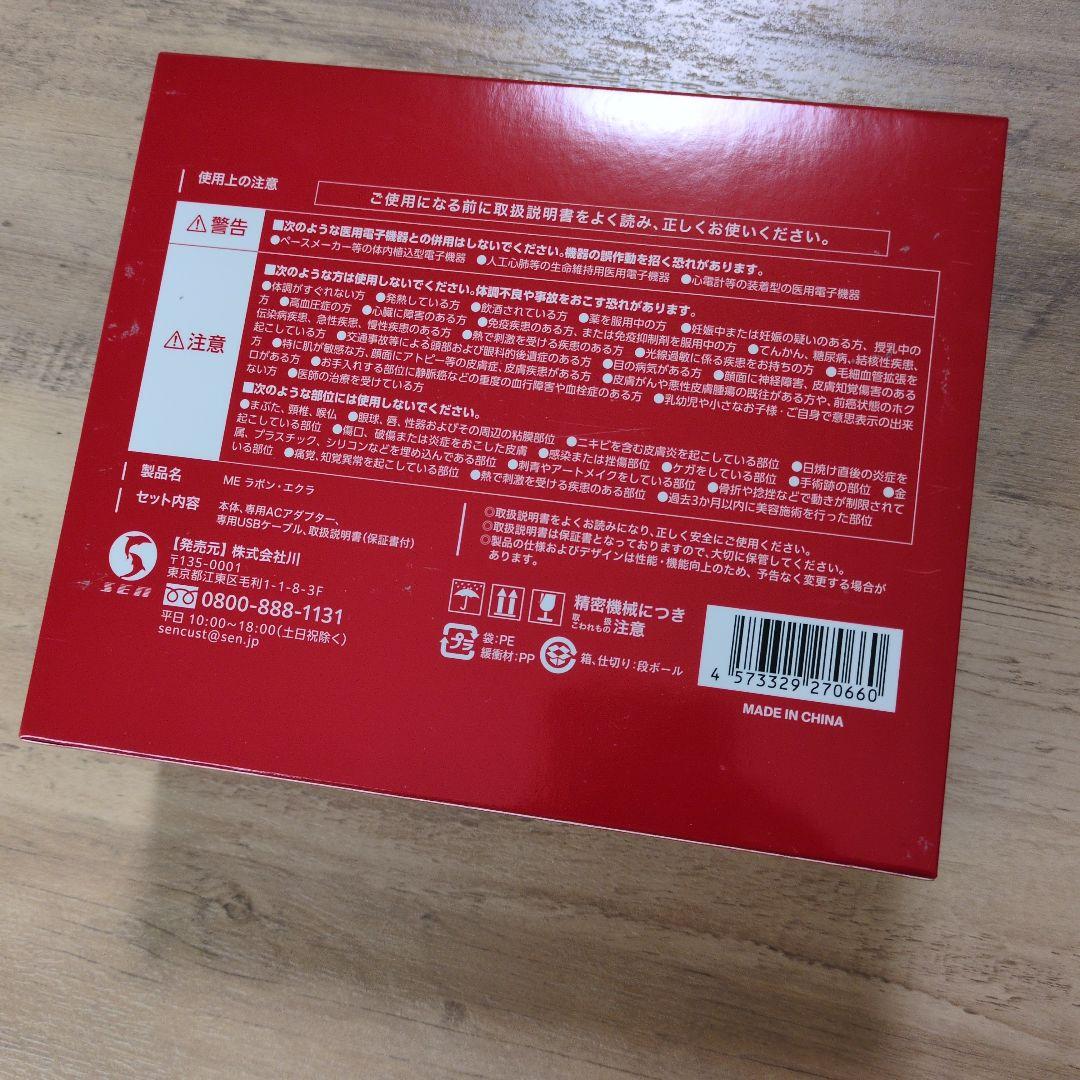 使用上の注意
ご使用になる前に取扱説明書をよく読み、正しくお使いください。
警告
■次のような医用電子機器との併用はしないでください。機器の誤作動を招く恐れがあります。
●ペースメーカー等の体内植込型電子機器 ●人工心肺等の生命維持用医用電子機器 ●心電計等の装着型の医用電子機器
注意
■次のような方は使用しないでください。体調不良や事故をおこす恐れがあります。
●体調がすぐれない方 ●発熱している方 ●飲酒されている方 ●薬を服用中の方 ●妊娠中または妊娠の疑いのある方、授乳中の
方 ●高血圧症の方 ●心臓に障害のある方 ●免疫疾患のある方、または免疫抑制剤を服用中の方 ●てんかん、糖尿病、結核性疾患、
伝染病疾患、急性疾患、慢性疾患のある方 ●熱で刺激を受ける疾患のある方 ●光線過敏に係る疾患をお持ちの方 ●毛細血管拡張を
起こしている方 ●交通事故等による頭部および眼科的後遺症のある方 ●目の病気がある方 ●顔面に神経障害、皮膚知覚傷害のある
方 ●特に肌が敏感な方、顔面にアトピー等の皮膚症、皮膚疾患がある方 ●皮膚がんや悪性皮膚腫瘍の既往がある方や、前癌状態のホク
ロがある方 ●お手入れする部位に静脈癌などの重度の血行障害や血栓症のある方 ●乳幼児や小さなお子様・ご自身で意思表示の出来
ない方 ●医師の治療を受けている方
■次のような部位には使用しないでください。
●まぶた、頸椎、喉仏 ●眼球、唇、性器およびその周辺の粘膜部位 ●ニキビを含む皮膚炎を起こしている部位 ●日焼け直後の炎症を
起こしている部位 ●傷口、破傷または炎症をおこした皮膚 ●感染または挫傷部位 ●ケガをしている部位 ●手術跡の部位 ●金
属、プラスチック、シリコンなどを埋め込んである部位 ●刺青やアートメイクをしている部位 ●骨折や捻挫などで動きが制限されて
いる部位 ●痛覚、知覚異常を起こしている部位 ●熱で刺激を受ける疾患のある部位 ●過去3か月以内に美容施術を行った部位
製品名 ME ラボン・エクラ
セット内容 本体、専用ACアダプター、
専用USBケーブル、取扱説明書(保証書付)
【発売元】株式会社川
〒135-0001
東京都江東区毛利1-1-8-3F
0800-888-1131
平日 10:00~18:00(土日祝除く)
sencust@sen.jp
◎取扱説明書をよくお読みになり、正しく安全にご使用ください。
◎取扱説明書は保証書となっておりますので、大切に保管してください。
◎製品の仕様およびデザインは性能・機能向上のため、予告なく変更する場合が
あります。
精密機械につき
取扱注意
こわれもの
プラ
袋:PE
緩衝材:PP
箱、仕切り:段ボール
4 573329 270660
MADE IN CHINA